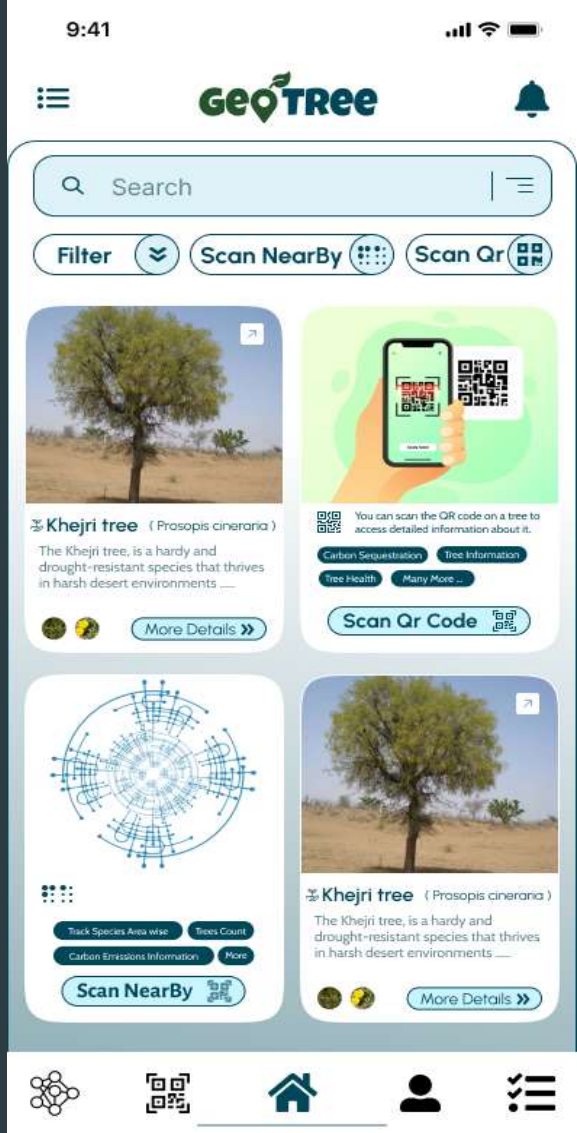 9:41
GEOTREE
Search
Filter
Scan NearBy
Scan Qr
Khejri tree ( Prosopis cineraria )
The Khejri tree, is a hardy and
drought-resistant species that thrives
in harsh desert environments .....
More Details »
You can scan the QR code on a tree to
access detailed information about it.
Carbon Sequestration
Tree Information
Tree Health
Many More ...
Scan Qr Code
Track Species Area wise
Trees Count
Carbon Emissions Information
More
Scan NearBy
Khejri tree ( Prosopis cineraria )
The Khejri tree, is a hardy and
drought-resistant species that thrives
in harsh desert environments .....
More Details »